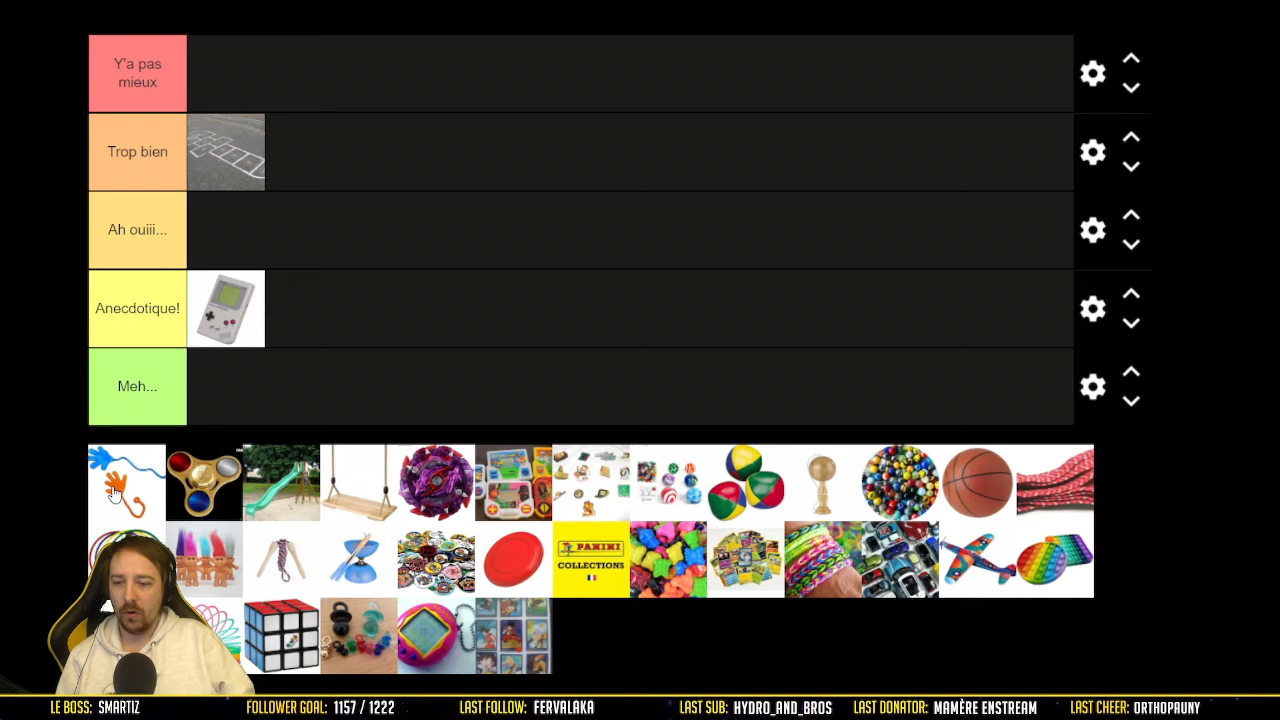 Y'a pas
mieux
Trop bien
Ah ouiii...
Anecdotique!
Meh...
PANINI
COLLECTIONS
LE BOSS: SMARTIZ
FOLLOWER GOAL: 1157 / 1222
LAST FOLLOW: FERVALAKA
LAST SUB: HYDRO_AND_BROS
LAST DONATOR: MAMÈRE ENSTREAM
LAST CHEER: ORTHOPAUNY